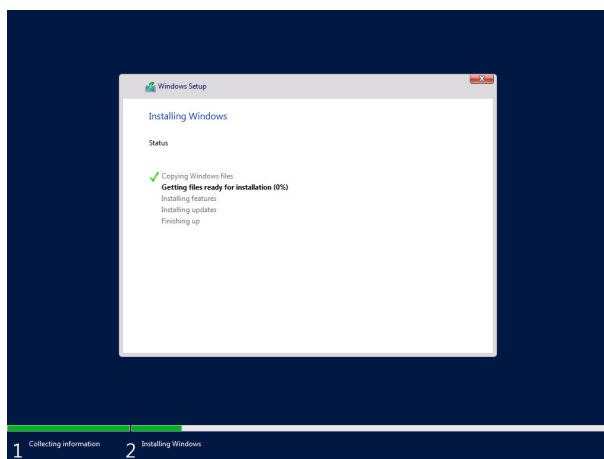 Windows Setup
Installing Windows
Status
Copying Windows files
Getting files ready for installation (0%)
Installing features
Installing updates
Finishing up
1 Collecting information
2 Installing Windows